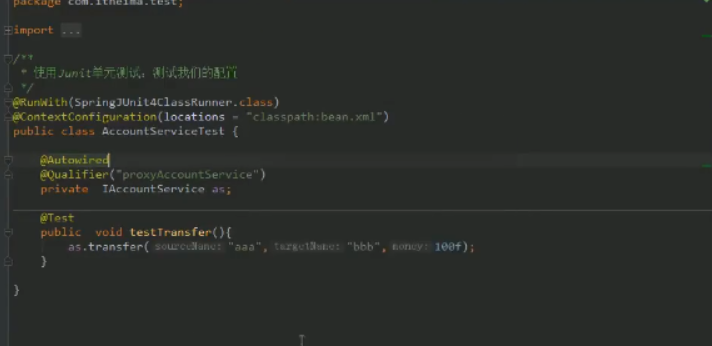 package com.itheima.test;
import ...
/**
* 使用Junit单元测试：测试我们的配置
*/
@RunWith(SpringJUnit4ClassRunner.class)
@ContextConfiguration(locations = "classpath:bean.xml")
public class AccountServiceTest {
@Autowired
@Qualifier("proxyAccountService")
private  IAccountService as;
@Test
public  void testTransfer(){
as.transfer( sourceName: "aaa", targetName: "bbb", money: 100f);
}
}